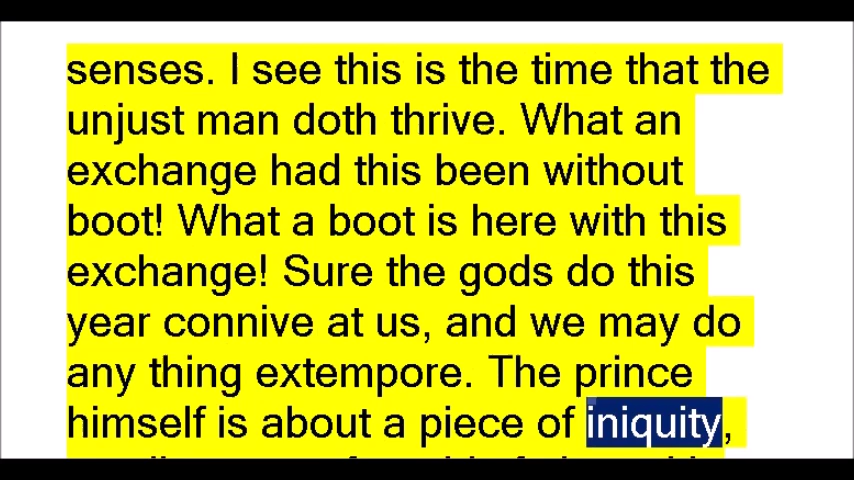 senses. I see this is the time that the
unjust man doth thrive. What an
exchange had this been without
boot! What a boot is here with this
exchange! Sure the gods do this
year connive at us, and we may do
any thing extempore. The prince
himself is about a piece of iniquity,